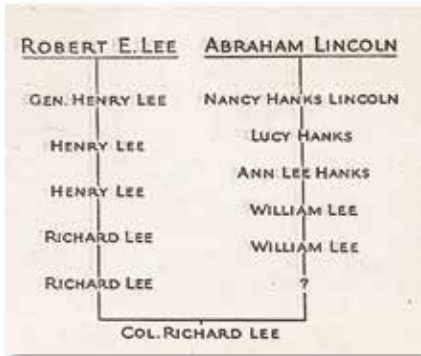 ROBERT E. LEE
ABRAHAM LINCOLN
GEN. HENRY LEE
NANCY HANKS LINCOLN
HENRY LEE
LUCY HANKS
HENRY LEE
ANN LEE HANKS
RICHARD LEE
WILLIAM LEE
RICHARD LEE
WILLIAM LEE
?
COL. RICHARD LEE